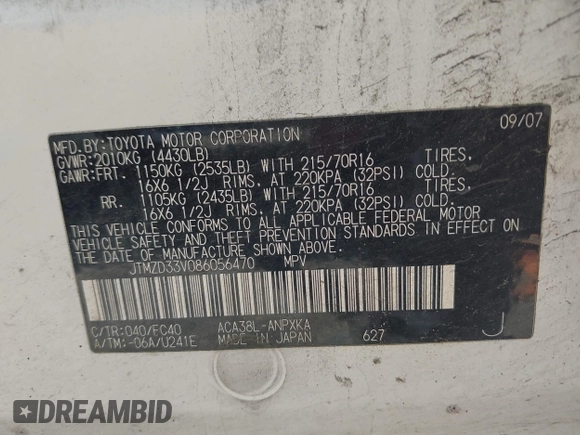 MFD.BY:TOYOTA MOTOR CORPORATION 09/07
GVWR:2010KG (4430LB)
GAWR:FRT. 1150KG (2535LB) WITH 215/70R16 TIRES,
16X6 1/2J RIMS, AT 220KPA (32PSI) COLD.
RR. 1105KG (2435LB) WITH 215/70R16 TIRES,
16X6 1/2J RIMS, AT 220KPA (32PSI) COLD.
THIS VEHICLE CONFORMS TO ALL APPLICABLE FEDERAL MOTOR
VEHICLE SAFETY AND THEFT PREVENTION STANDARDS IN EFFECT ON
THE DATE OF MANUFACTURE SHOWN ABOVE.
JTMZD33V086056470 MPV
C/TR:040/FC40 ACA38L-ANPXKA J
A/TM:-06A/U241E MADE IN JAPAN 627
DREAMBID